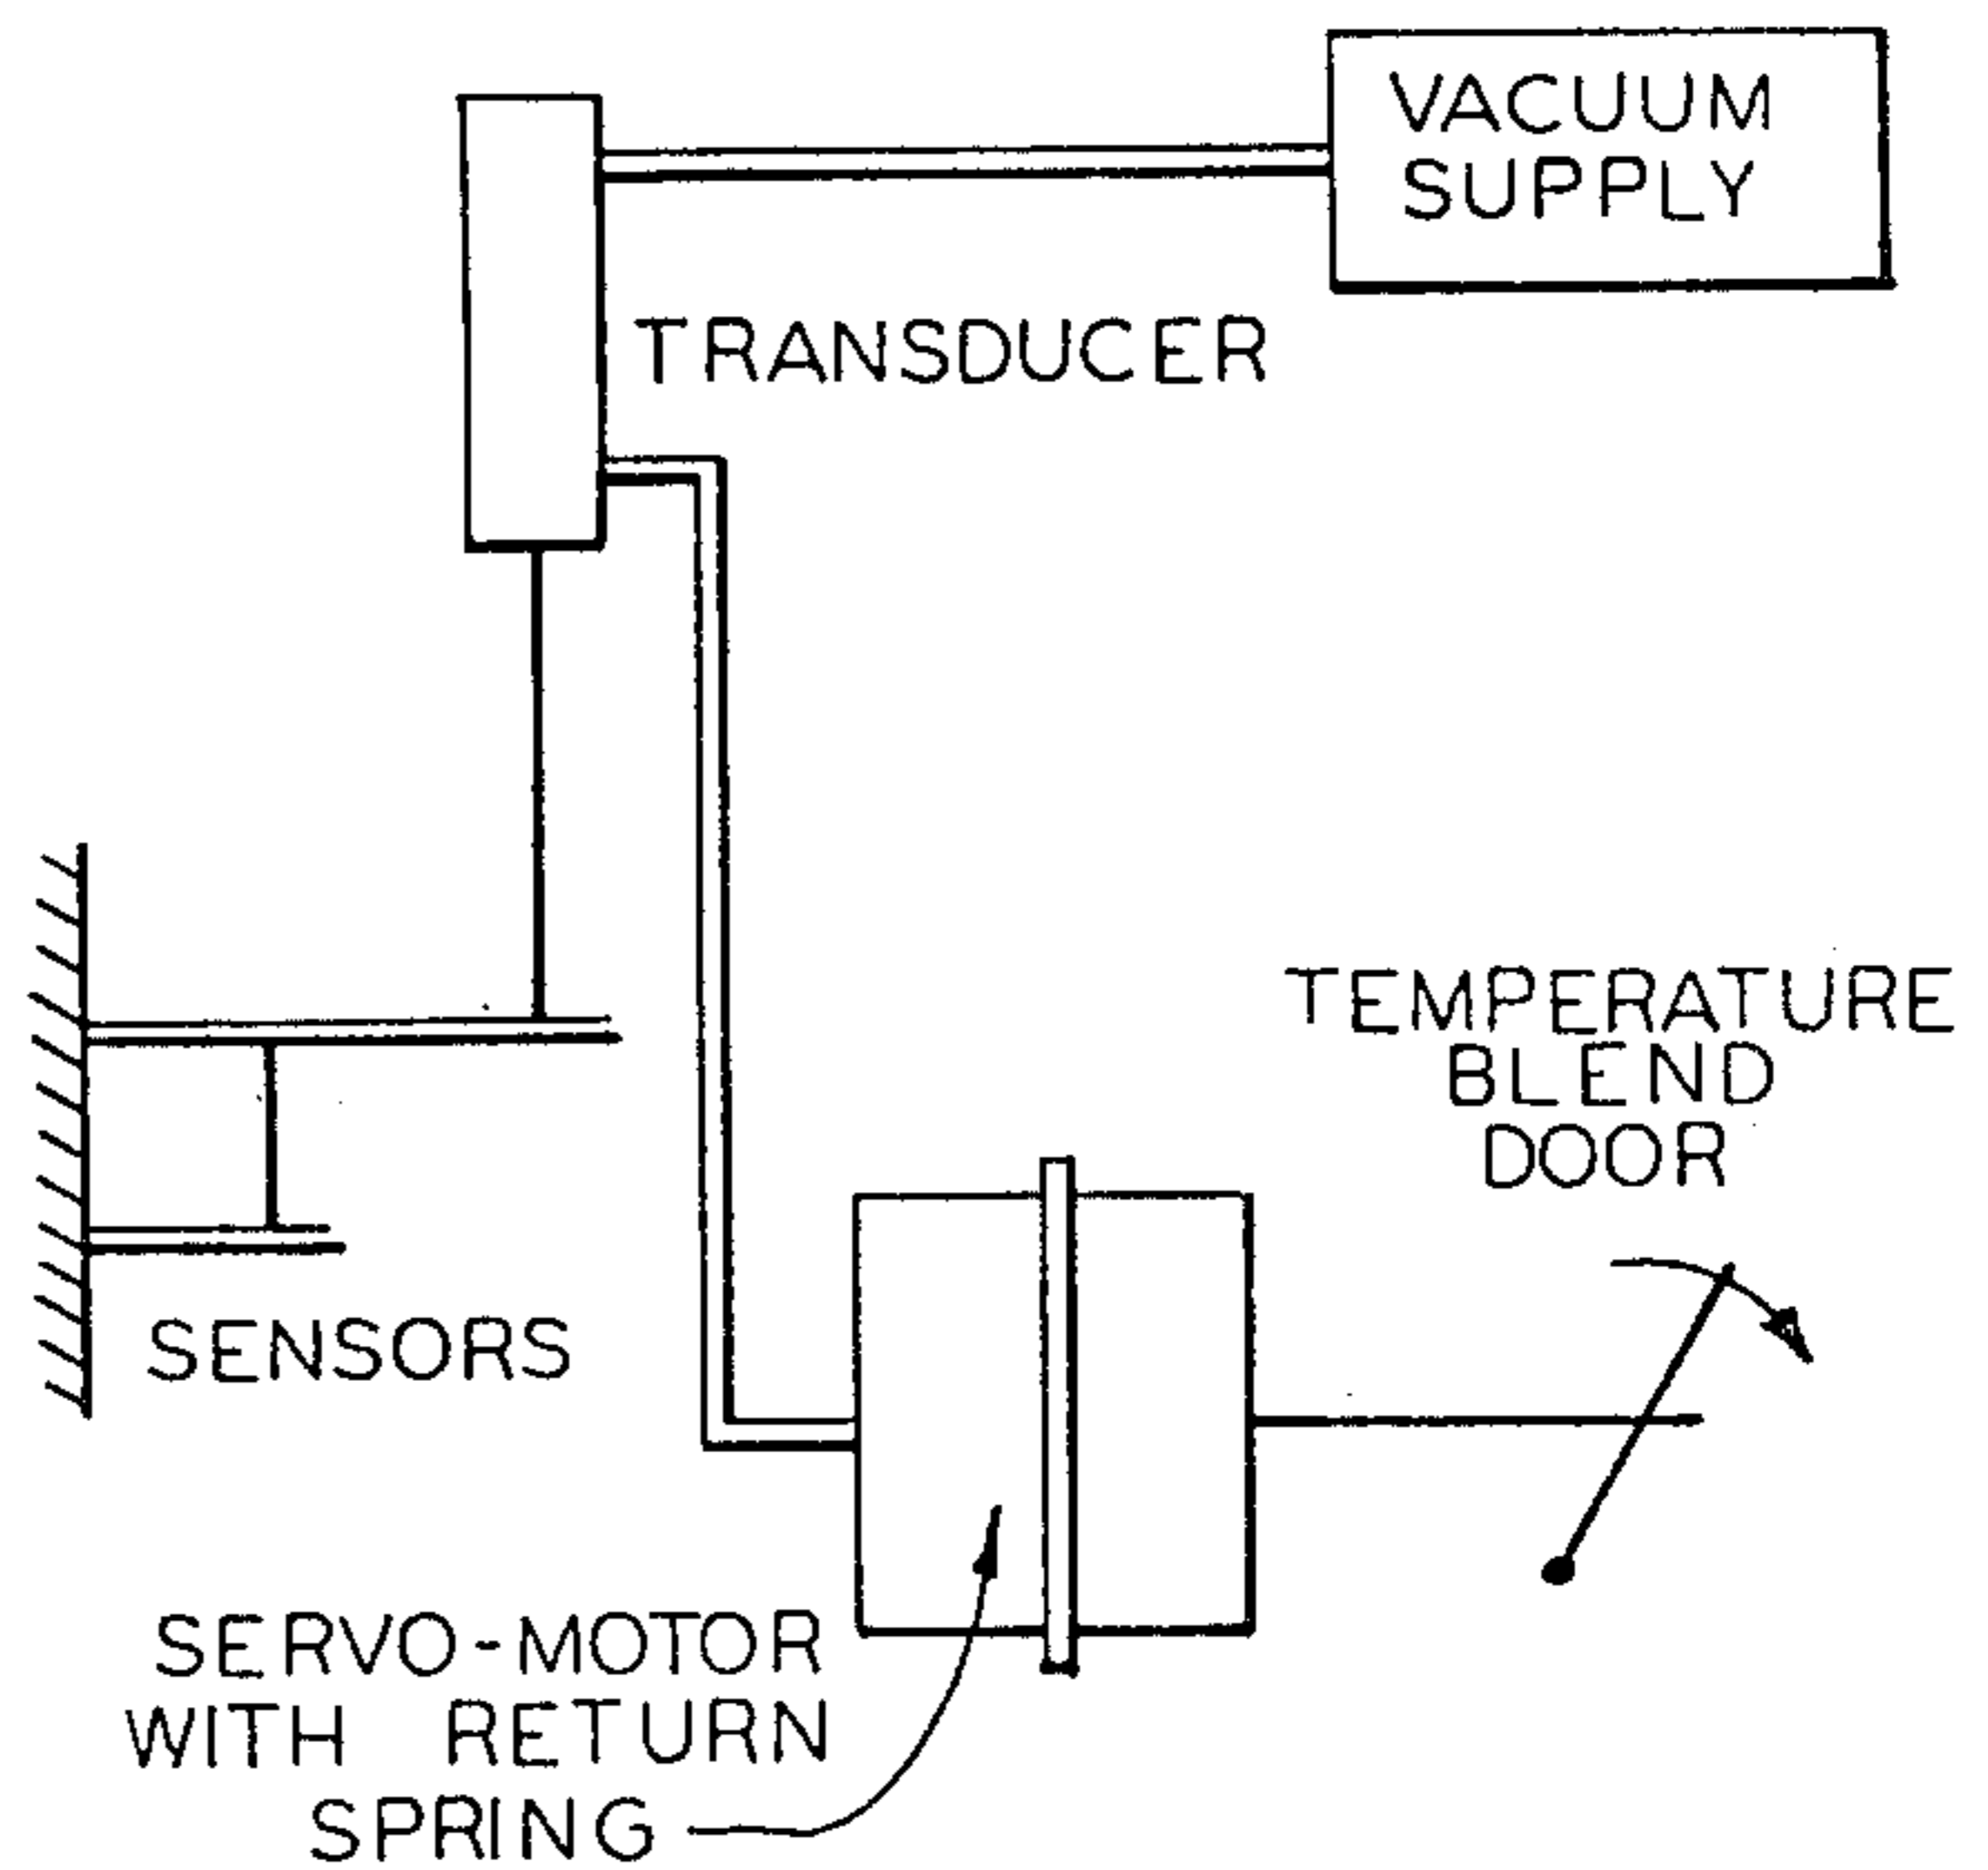 VACUUM
SUPPLY
TRANSDUCER
TEMPERATURE
BLEND
DOOR
SENSORS
SERVO-MOTOR
WITH RETURN
SPRING